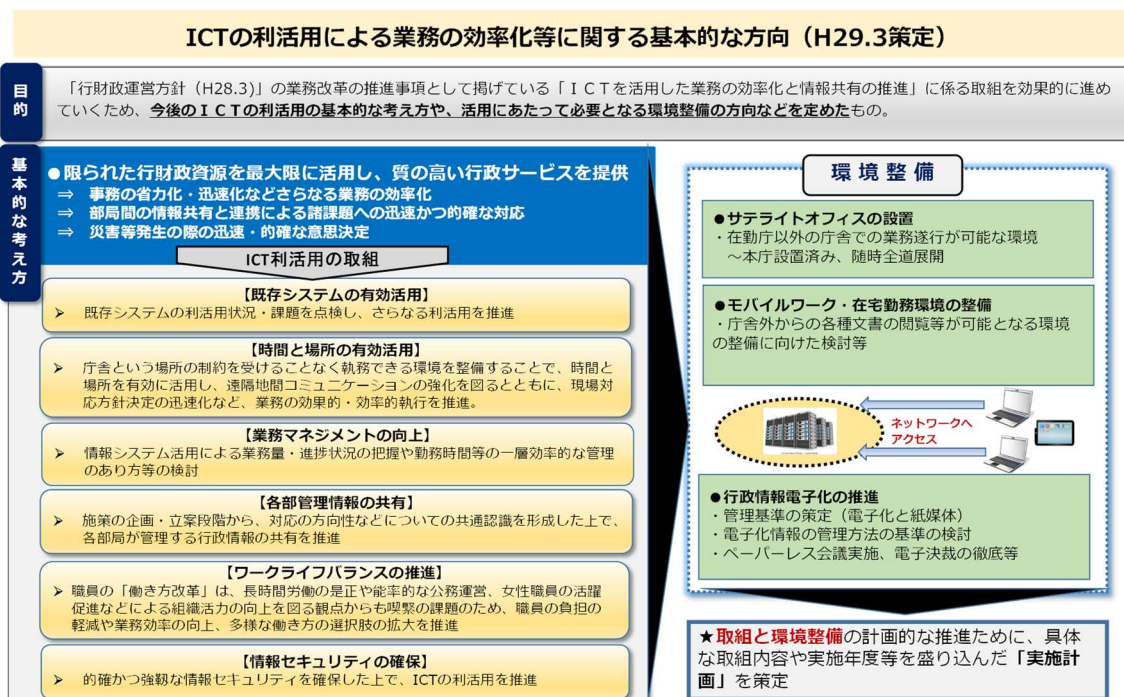 ICTの利活用による業務の効率化等に関する基本的な方向（H29.3策定）
目的
「行財政運営方針（H28.3)」の業務改革の推進事項として掲げている「ＩＣＴを活用した業務の効率化と情報共有の推進」に係る取組を効果的に進め
ていくため、今後のＩＣＴの利活用の基本的な考え方や、活用にあたって必要となる環境整備の方向などを定めたもの。
基本的な考え方
●限られた行財政資源を最大限に活用し、質の高い行政サービスを提供
⇒ 事務の省力化・迅速化などさらなる業務の効率化
⇒ 部局間の情報共有と連携による諸課題への迅速かつ的確な対応
⇒ 災害等発生の際の迅速・的確な意思決定
ICT利活用の取組
【既存システムの有効活用】
➢ 既存システムの利活用状況・課題を点検し、さらなる利活用を推進
【時間と場所の有効活用】
➢ 庁舎という場所の制約を受けることなく執務できる環境を整備することで、時間と
場所を有効に活用し、遠隔地間コミュニケーションの強化を図るとともに、現場対
応方針決定の迅速化など、業務の効果的・効率的執行を推進。
【業務マネジメントの向上】
➢ 情報システム活用による業務量・進捗状況の把握や勤務時間等の一層効率的な管理
のあり方等の検討
【各部管理情報の共有】
➢ 施策の企画・立案段階から、対応の方向性などについての共通認識を形成した上で、
各部局が管理する行政情報の共有を推進
【ワークライフバランスの推進】
➢ 職員の「働き方改革」は、長時間労働の是正や能率的な公務運営、女性職員の活躍
促進などによる組織活力の向上を図る観点からも喫緊の課題のため、職員の負担の
軽減や業務効率の向上、多様な働き方の選択肢の拡大を推進
【情報セキュリティの確保】
➢ 的確かつ強靱な情報セキュリティを確保した上で、ICTの利活用を推進
環境整備
●サテライトオフィスの設置
・在勤庁以外の庁舎での業務遂行が可能な環境
～本庁設置済み、随時全道展開
●モバイルワーク・在宅勤務環境の整備
・庁舎外からの各種文書の閲覧等が可能となる環境
の整備に向けた検討等
ネットワークへ
アクセス
●行政情報電子化の推進
・管理基準の策定（電子化と紙媒体）
・電子化情報の管理方法の基準の検討
・ペーパーレス会議実施、電子決裁の徹底等
★取組と環境整備の計画的な推進ために、具体
な取組内容や実施年度等を盛り込んだ「実施計
画」を策定